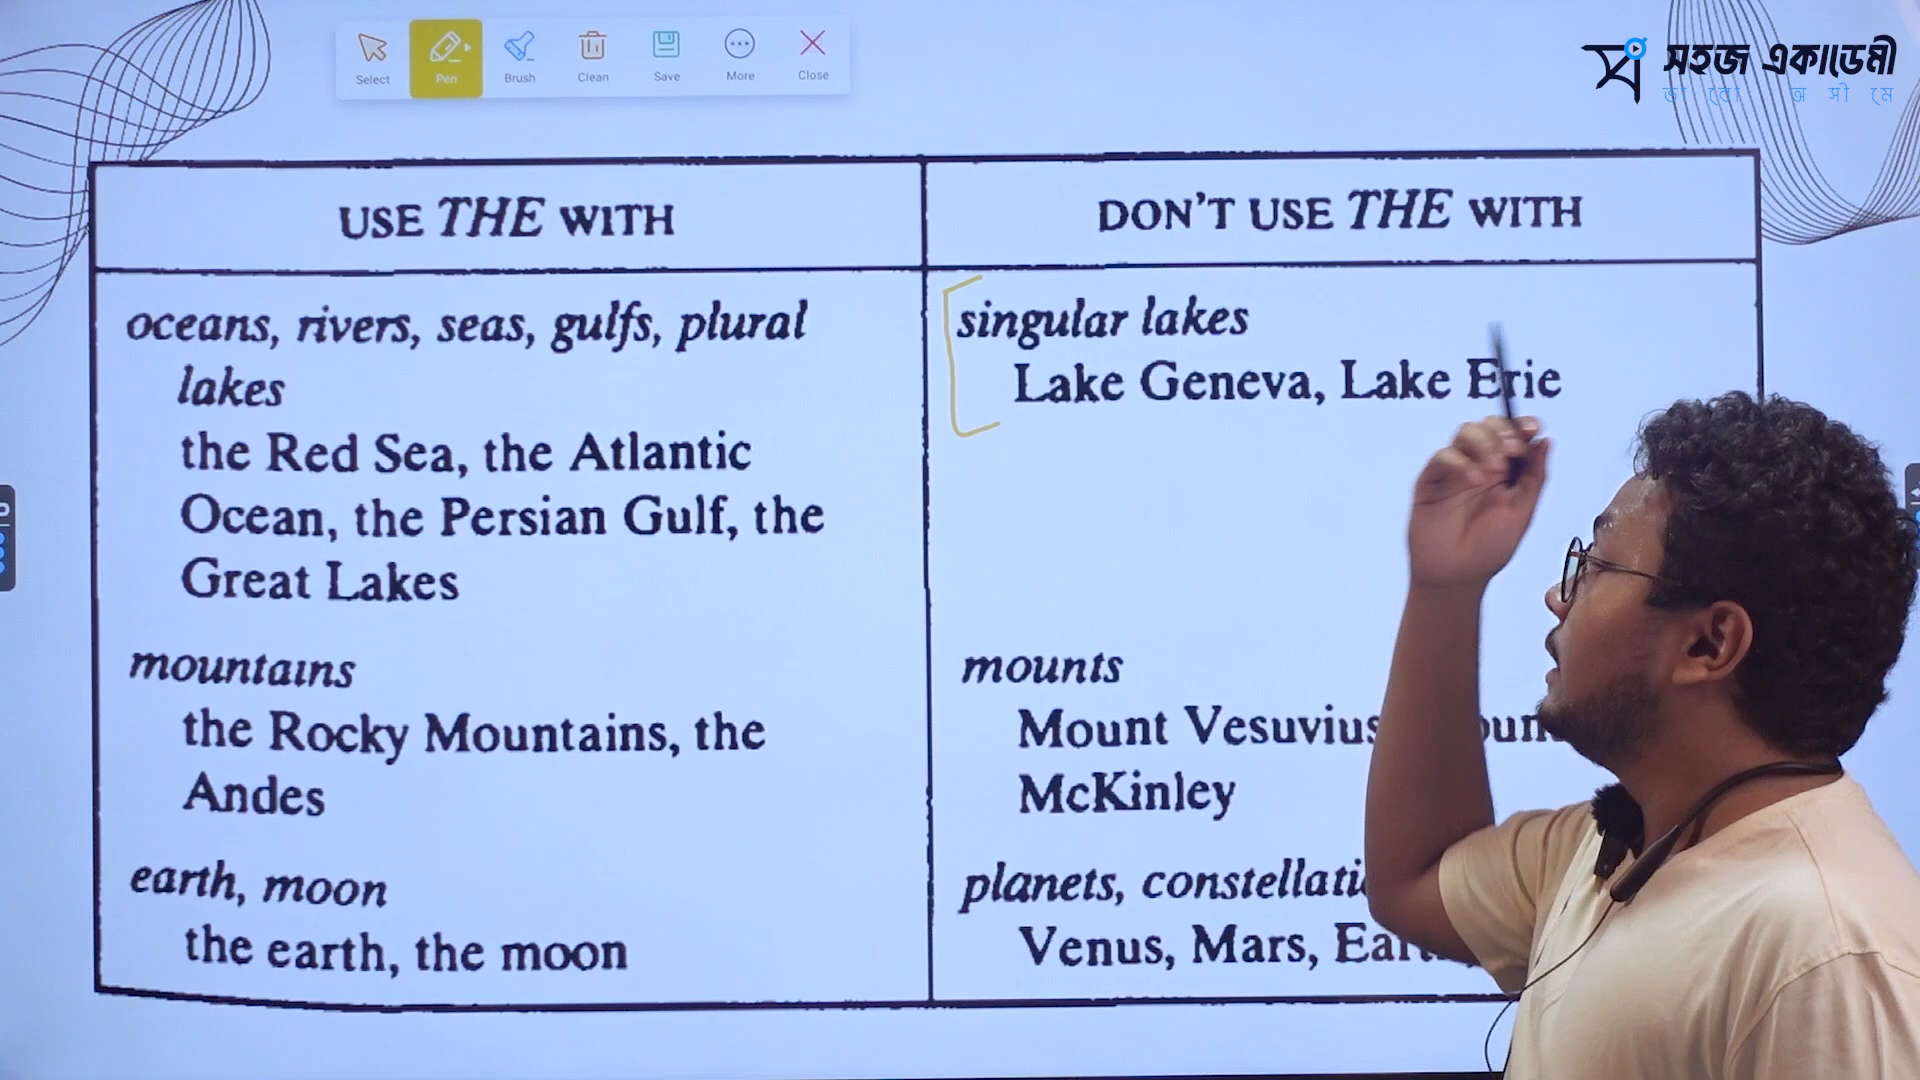 Select Pen Brush Clean Save More Close
সহজ একাডেমী
ভাবো অসীমে
USE THE WITH
DON'T USE THE WITH
oceans, rivers, seas, gulfs, plural
lakes
the Red Sea, the Atlantic
Ocean, the Persian Gulf, the
Great Lakes
singular lakes
Lake Geneva, Lake Erie
mountains
the Rocky Mountains, the
Andes
mounts
Mount Vesuvius
McKinley
earth, moon
the earth, the moon
planets,
Venus, Mars,